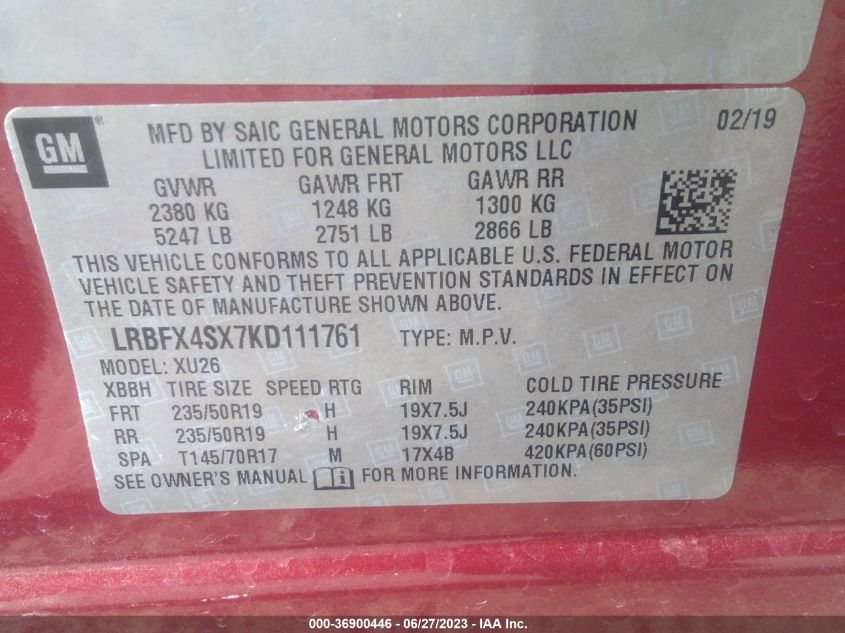 GM ®
MFD BY SAIC GENERAL MOTORS CORPORATION 02/19
LIMITED FOR GENERAL MOTORS LLC
GVWR GAWR FRT GAWR RR
2380 KG 1248 KG 1300 KG
5247 LB 2751 LB 2866 LB
THIS VEHICLE CONFORMS TO ALL APPLICABLE U.S. FEDERAL MOTOR
VEHICLE SAFETY AND THEFT PREVENTION STANDARDS IN EFFECT ON
THE DATE OF MANUFACTURE SHOWN ABOVE.
LRBFX4SX7KD111761 TYPE: M.P.V.
MODEL: XU26
XBBH TIRE SIZE SPEED RTG RIM COLD TIRE PRESSURE
FRT 235/50R19 H 19X7.5J 240KPA(35PSI)
RR 235/50R19 H 19X7.5J 240KPA(35PSI)
SPA T145/70R17 M 17X4B 420KPA(60PSI)
SEE OWNER'S MANUAL FOR MORE INFORMATION.
000-36900446 - 06/27/2023 - IAA Inc.